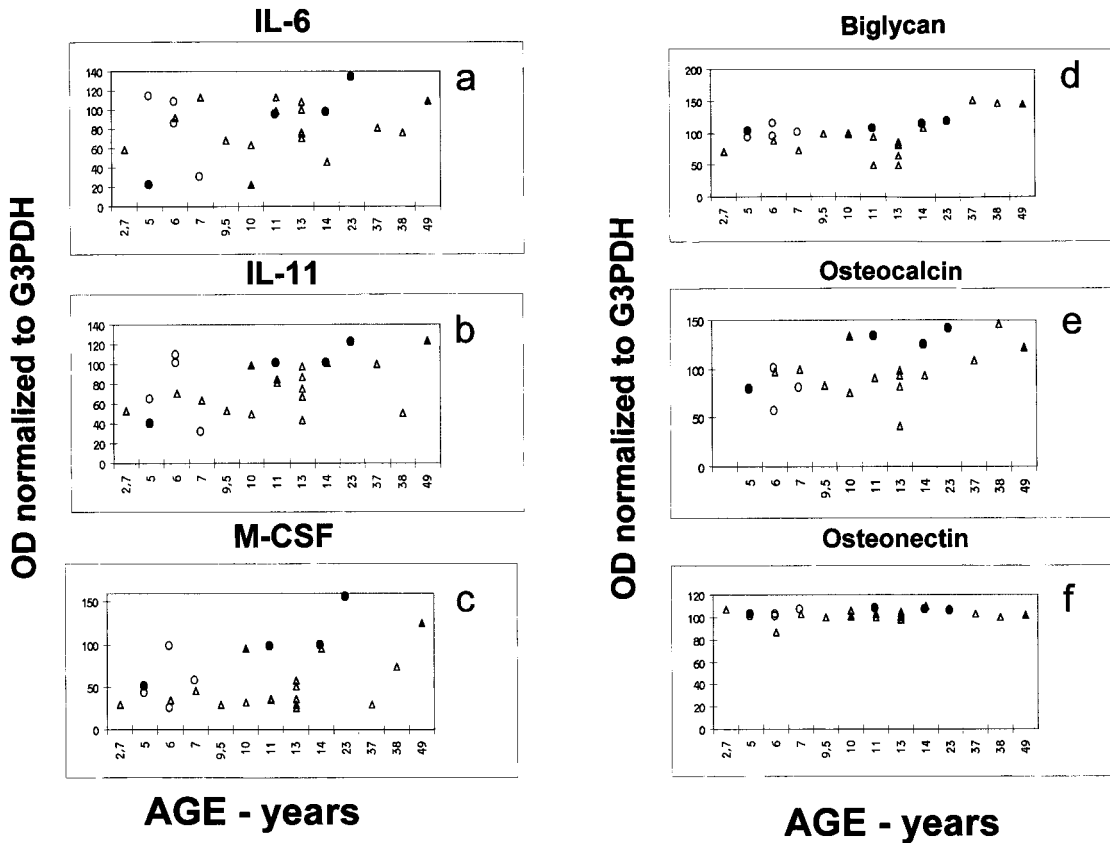 IL-6
a
140
120
100
80
60
40
20
0
2,7 5 6 7 9,5 10 11 13 14 23 37 38 49
IL-11
b
140
120
100
80
60
40
20
0
2,7 5 6 7 9,5 10 11 13 14 23 37 38 49
M-CSF
c
150
100
50
0
2,7 5 6 7 9,5 10 11 13 14 23 37 38 49
OD normalized to G3PDH
AGE - years
Biglycan
d
200
150
100
50
0
2,7 5 6 7 9,5 10 11 13 14 23 37 38 49
Osteocalcin
e
150
100
50
0
5 6 7 9,5 10 11 13 14 23 37 38 49
Osteonectin
f
120
100
80
60
40
20
0
2,7 5 6 7 9,5 10 11 13 14 23 37 38 49
OD normalized to G3PDH
AGE - years